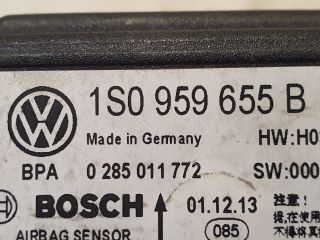 1S0 959 655 B
Made in Germany HW:H0
BPA 0 285 011 772 SW:000
BOSCH 01.12.13 注意!
AIRBAG SENSOR 085